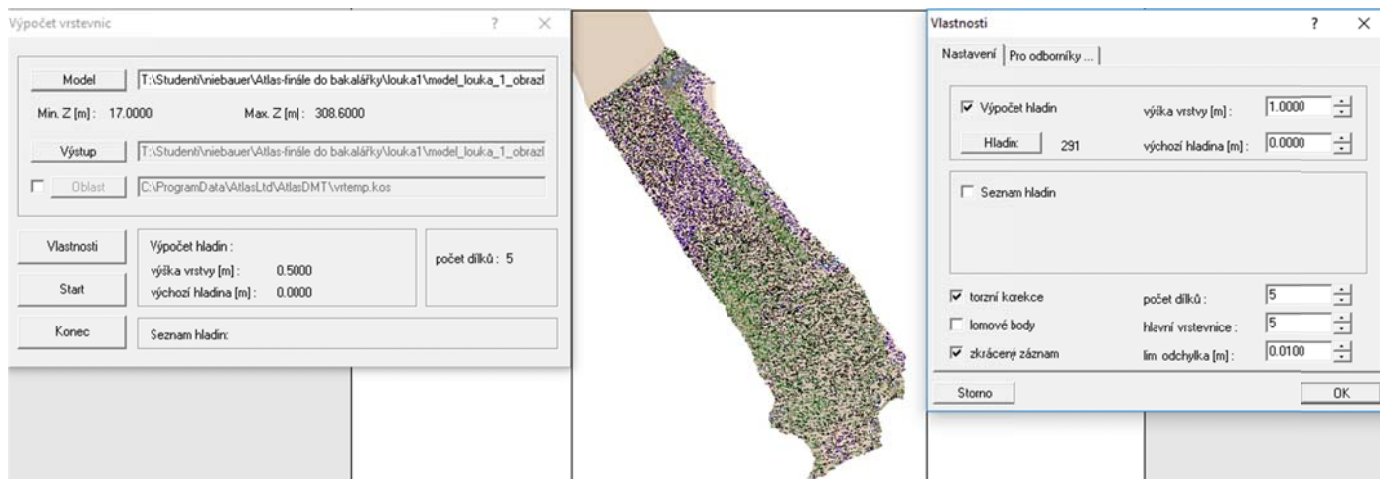 Výpočet vrstevnic
Model
T:\Studenti\niebauer\Atlas-finále do bakalářky\louka1\model_louka_1_obrazl
Min. Z [m] : 17.0000
Max. Z [m] : 308.6000
Výstup
T:\Studenti\niebauer\Atlas-finále do bakalářky\louka1\model_louka_1_obrazl
Oblast
C:\ProgramData\AtlasLtd\AtlasDMT\vrtemp.kos
Vlastnosti
Start
Konec
Výpočet hladin :
výška vrstvy [m] : 0.5000
výchozí hladina [m] : 0.0000
počet dílků : 5
Seznam hladin:
Vlastnosti
Nastavení
Pro odborníky ...
Výpočet hladin
výška vrstvy [m] : 1.0000
Hladin: 291
výchozí hladina [m] : 0.0000
Seznam hladin
torzní korekce
počet dílků : 5
lomové body
hlavní vrstevnice : 5
zkrácený záznam
lim odchylka [m] : 0.0100
Storno
OK